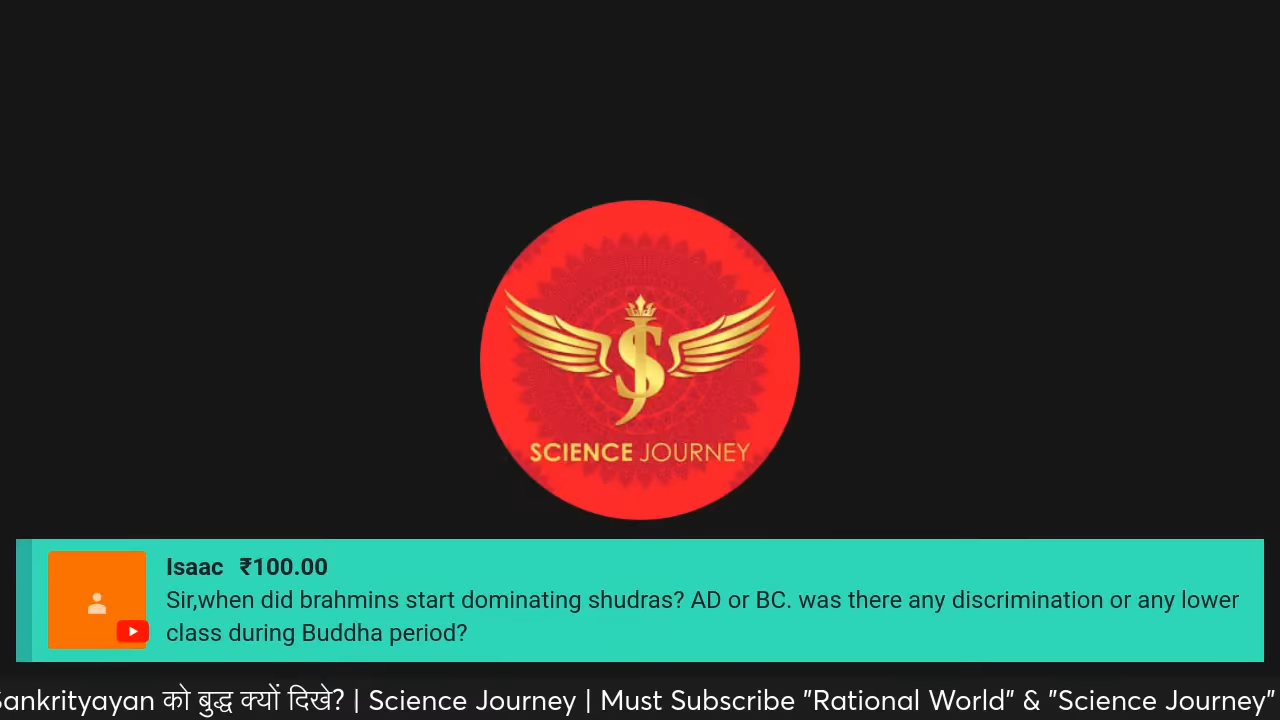 SCIENCE JOURNEY
Isaac ₹100.00
Sir,when did brahmins start dominating shudras? AD or BC. was there any discrimination or any lower
class during Buddha period?
ankrityayan को बुद्ध क्यों दिखे? | Science Journey | Must Subscribe "Rational World" & "Science Journey"